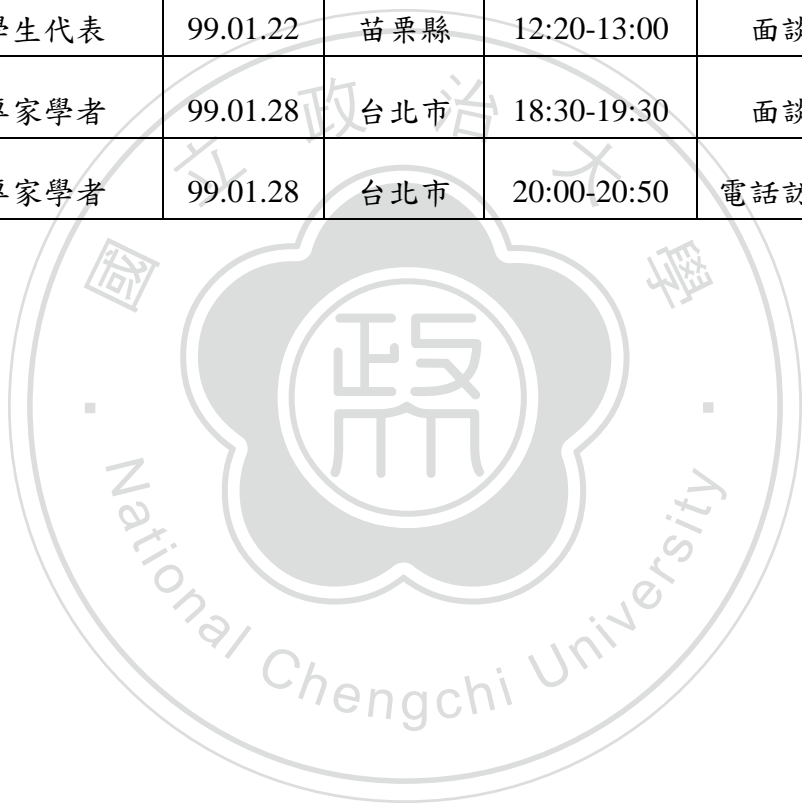 學生代表 99.01.22 苗栗縣 12:20-13:00 面談
家學者 99.01.28 台北市 18:30-19:30 面談
家學者 99.01.28 台北市 20:00-20:50 電話訪
國立政治大學
政
National Chengchi University